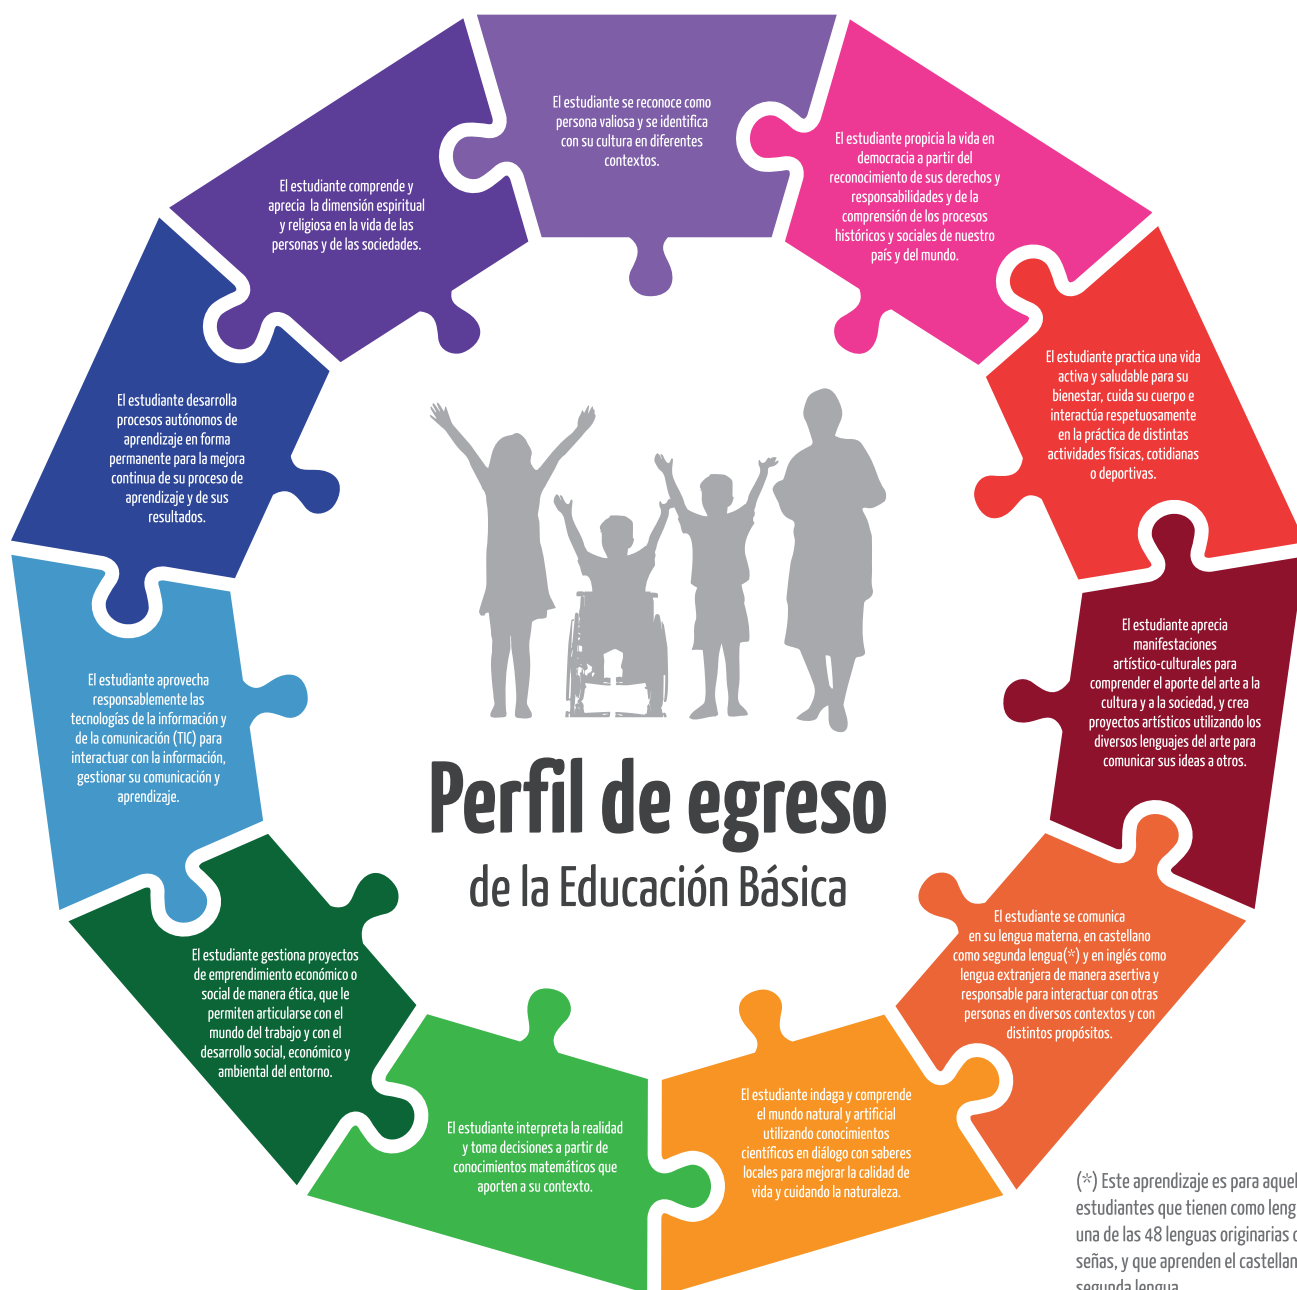 El estudiante se reconoce como
persona valiosa y se identifica
con su cultura en diferentes
contextos.
El estudiante propicia la vida en
democracia a partir del
reconocimiento de sus derechos y
responsabilidades y de la
comprensión de los procesos
históricos y sociales de nuestro
país y del mundo.
El estudiante practica una vida
activa y saludable para su
bienestar, cuida su cuerpo e
interactúa respetuosamente
en la práctica de distintas
actividades físicas, cotidianas
o deportivas.
El estudiante aprecia
manifestaciones
artístico-culturales para
comprender el aporte del arte a la
cultura y a la sociedad, y crea
proyectos artísticos utilizando los
diversos lenguajes del arte para
comunicar sus ideas a otros.
El estudiante se comunica
en su lengua materna, en castellano
como segunda lengua(*) y en inglés como
lengua extranjera de manera asertiva y
responsable para interactuar con otras
personas en diversos contextos y con
distintos propósitos.
El estudiante indaga y comprende
el mundo natural y artificial
utilizando conocimientos
científicos en diálogo con saberes
locales para mejorar la calidad de
vida y cuidando la naturaleza.
El estudiante interpreta la realidad
y toma decisiones a partir de
conocimientos matemáticos que
aporten a su contexto.
El estudiante gestiona proyectos
de emprendimiento económico o
social de manera ética, que le
permiten articularse con el
mundo del trabajo y con el
desarrollo social, económico y
ambiental del entorno.
El estudiante aprovecha
responsablemente las
tecnologías de la información y
de la comunicación (TIC) para
interactuar con la información,
gestionar su comunicación y
aprendizaje.
El estudiante desarrolla
procesos autónomos de
aprendizaje en forma
permanente para la mejora
continua de su proceso de
aprendizaje y de sus
resultados.
El estudiante comprende y
aprecia la dimensión espiritual
y religiosa en la vida de las
personas y de las sociedades.
Perfil de egreso
de la Educación Básica
(*) Este aprendizaje es para
estudiantes que tienen como
una de las 48 lenguas originarias
señas, y que aprenden el
segunda lengua.